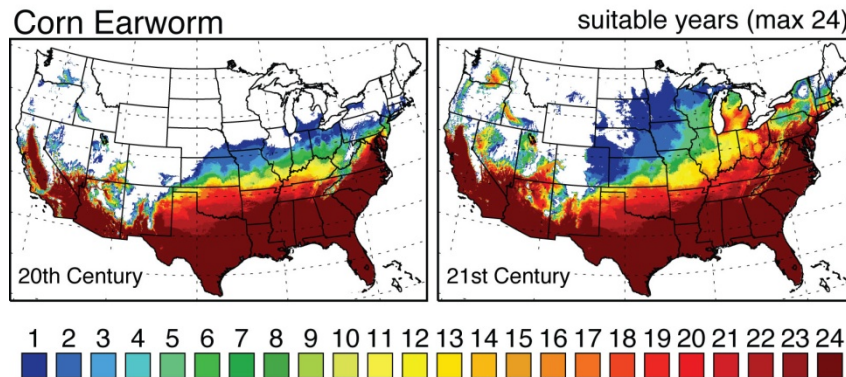 Corn Earworm suitable years (max 24)
20th Century 21st Century
1 2 3 4 5 6 7 8 9 10 11 12 13 14 15 16 17 18 19 20 21 22 23 24